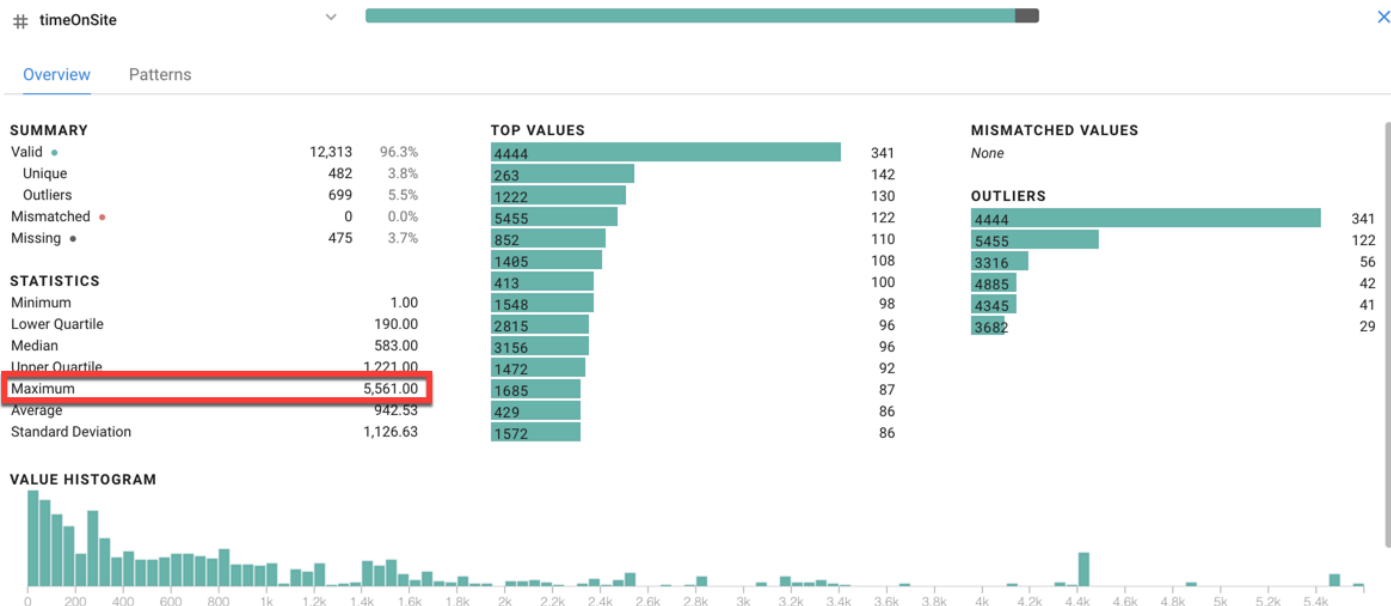 # timeOnSite
Overview Patterns
SUMMARY
Valid 12,313 96.3%
Unique 482 3.8%
Outliers 699 5.5%
Mismatched 0 0.0%
Missing 475 3.7%
STATISTICS
Minimum 1.00
Lower Quartile 190.00
Median 583.00
Upper Quartile 1,221.00
Maximum 5,561.00
Average 942.53
Standard Deviation 1,126.63
TOP VALUES
4444 341
263 142
1222 130
5455 122
852 110
1405 108
413 100
1548 98
2815 96
3156 96
1472 92
1685 87
429 86
1572 86
MISMATCHED VALUES
None
OUTLIERS
4444 341
5455 122
3316 56
4885 42
4345 41
3682 29
VALUE HISTOGRAM
0 200 400 600 800 1k 1.2k 1.4k 1.6k 1.8k 2k 2.2k 2.4k 2.6k 2.8k 3k 3.2k 3.4k 3.6k 3.8k 4k 4.2k 4.4k 4.6k 4.8k 5k 5.2k 5.4k